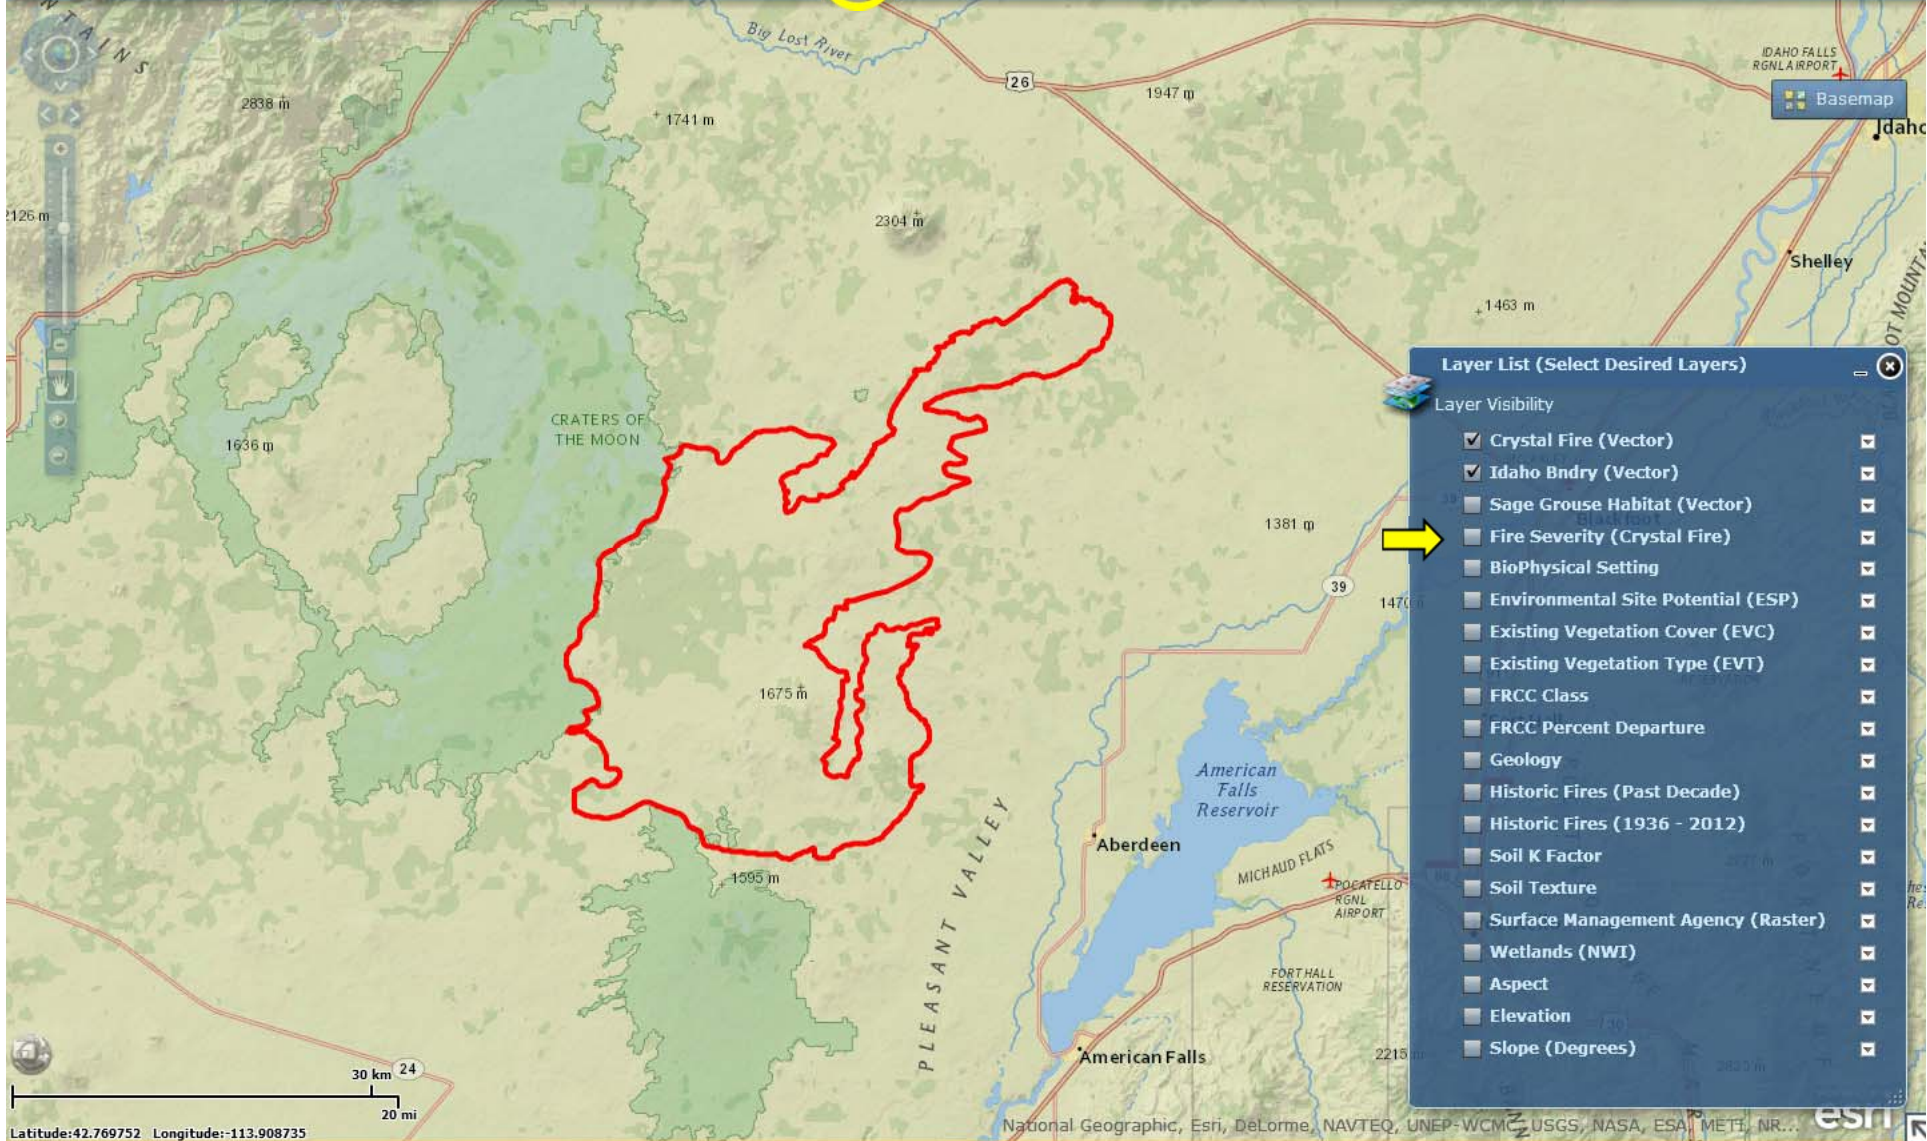 N T A I N S
Big Lost River
IDAHO FALLS
RGNL AIRPORT
26
2838 m
1947 m
Basemap
1741 m
Idaho
2126 m
2304 m
Shelley
1463 m
Layer List (Select Desired Layers)
Layer Visibility
CRATERS OF
THE MOON
1636 m
Crystal Fire (Vector)
Idaho Bndry (Vector)
Sage Grouse Habitat (Vector)
1381 m
Fire Severity (Crystal Fire)
BioPhysical Setting
39
1470
Environmental Site Potential (ESP)
Existing Vegetation Cover (EVC)
Existing Vegetation Type (EVT)
1675 m
FRCC Class
FRCC Percent Departure
Geology
American
Falls
Reservoir
Historic Fires (Past Decade)
Historic Fires (1936 - 2012)
Aberdeen
MICHAUD FLATS
Soil K Factor
1595 m
POCATELLO
RGNL
AIRPORT
Soil Texture
Surface Management Agency (Raster)
PLEASANT VALLEY
Wetlands (NWI)
FORT HALL
RESERVATION
Aspect
Elevation
Slope (Degrees)
American Falls
2215
24
30 km
20 mi
Latitude:42.769752 Longitude:-113.908735
National Geographic, Esri, DeLorme, NAVTEQ, UNEP-WCMC, USGS, NASA, ESA, METI, NR...
esri